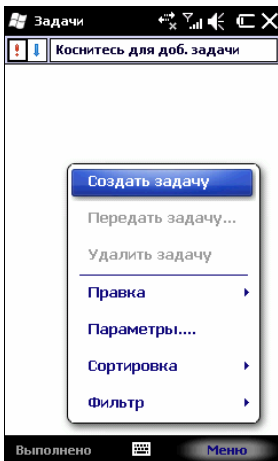 Задачи
Коснитесь для доб. задачи
Создать задачу
Передать задачу...
Удалить задачу
Правка
Параметры....
Сортировка
Фильтр
Выполнено Меню